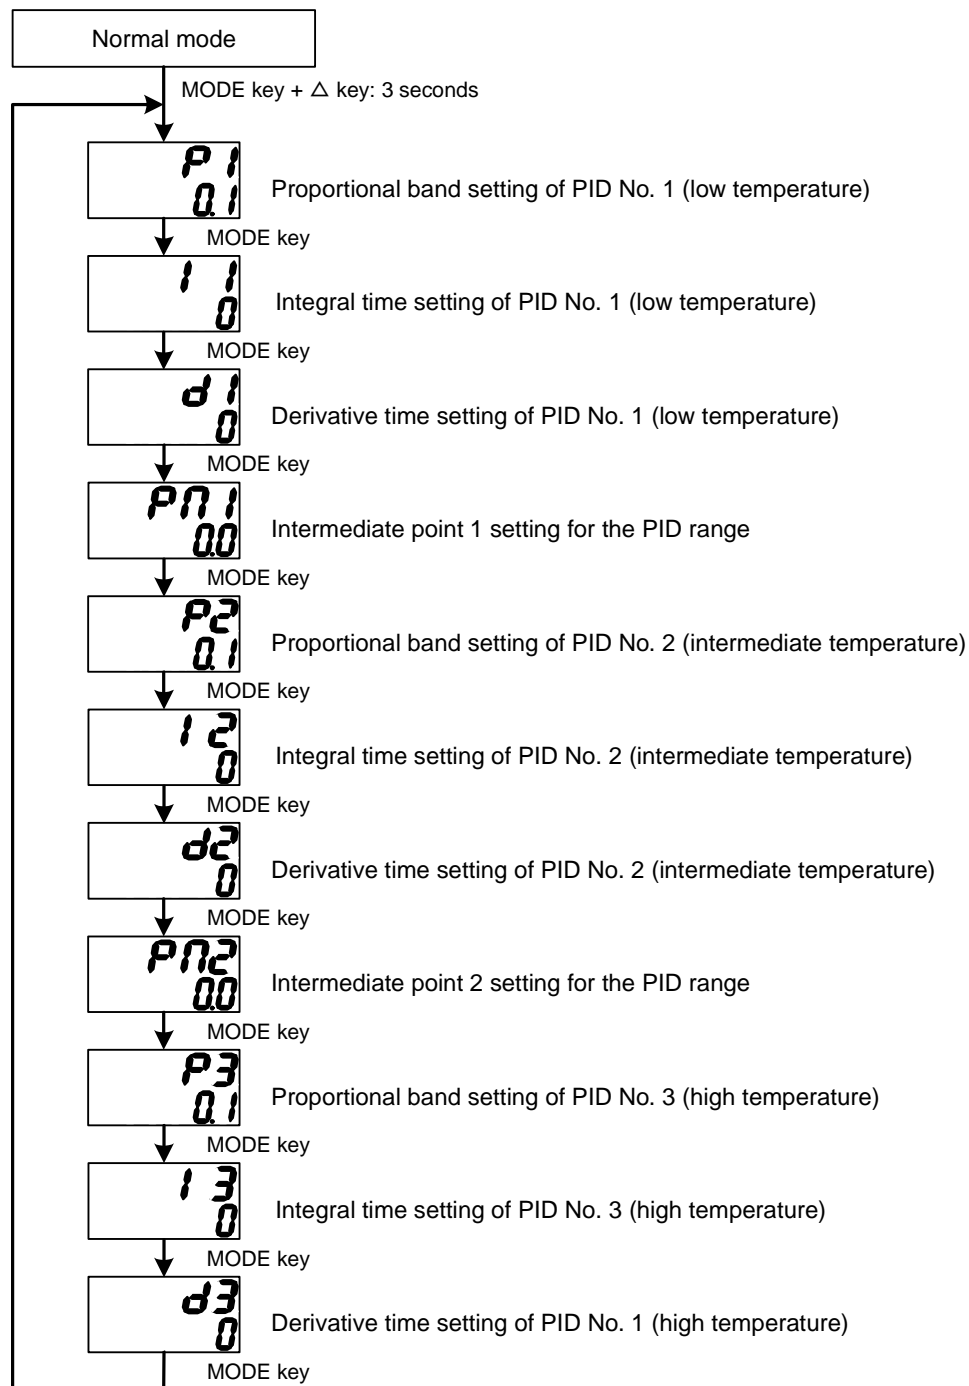 Normal mode
MODE key + △ key: 3 seconds
P1
0.1
Proportional band setting of PID No. 1 (low temperature)
MODE key
I1
0
Integral time setting of PID No. 1 (low temperature)
MODE key
d1
0
Derivative time setting of PID No. 1 (low temperature)
MODE key
PM1
0.0
Intermediate point 1 setting for the PID range
MODE key
P2
0.1
Proportional band setting of PID No. 2 (intermediate temperature)
MODE key
I2
0
Integral time setting of PID No. 2 (intermediate temperature)
MODE key
d2
0
Derivative time setting of PID No. 2 (intermediate temperature)
MODE key
PM2
0.0
Intermediate point 2 setting for the PID range
MODE key
P3
0.1
Proportional band setting of PID No. 3 (high temperature)
MODE key
I3
0
Integral time setting of PID No. 3 (high temperature)
MODE key
d3
0
Derivative time setting of PID No. 1 (high temperature)
MODE key